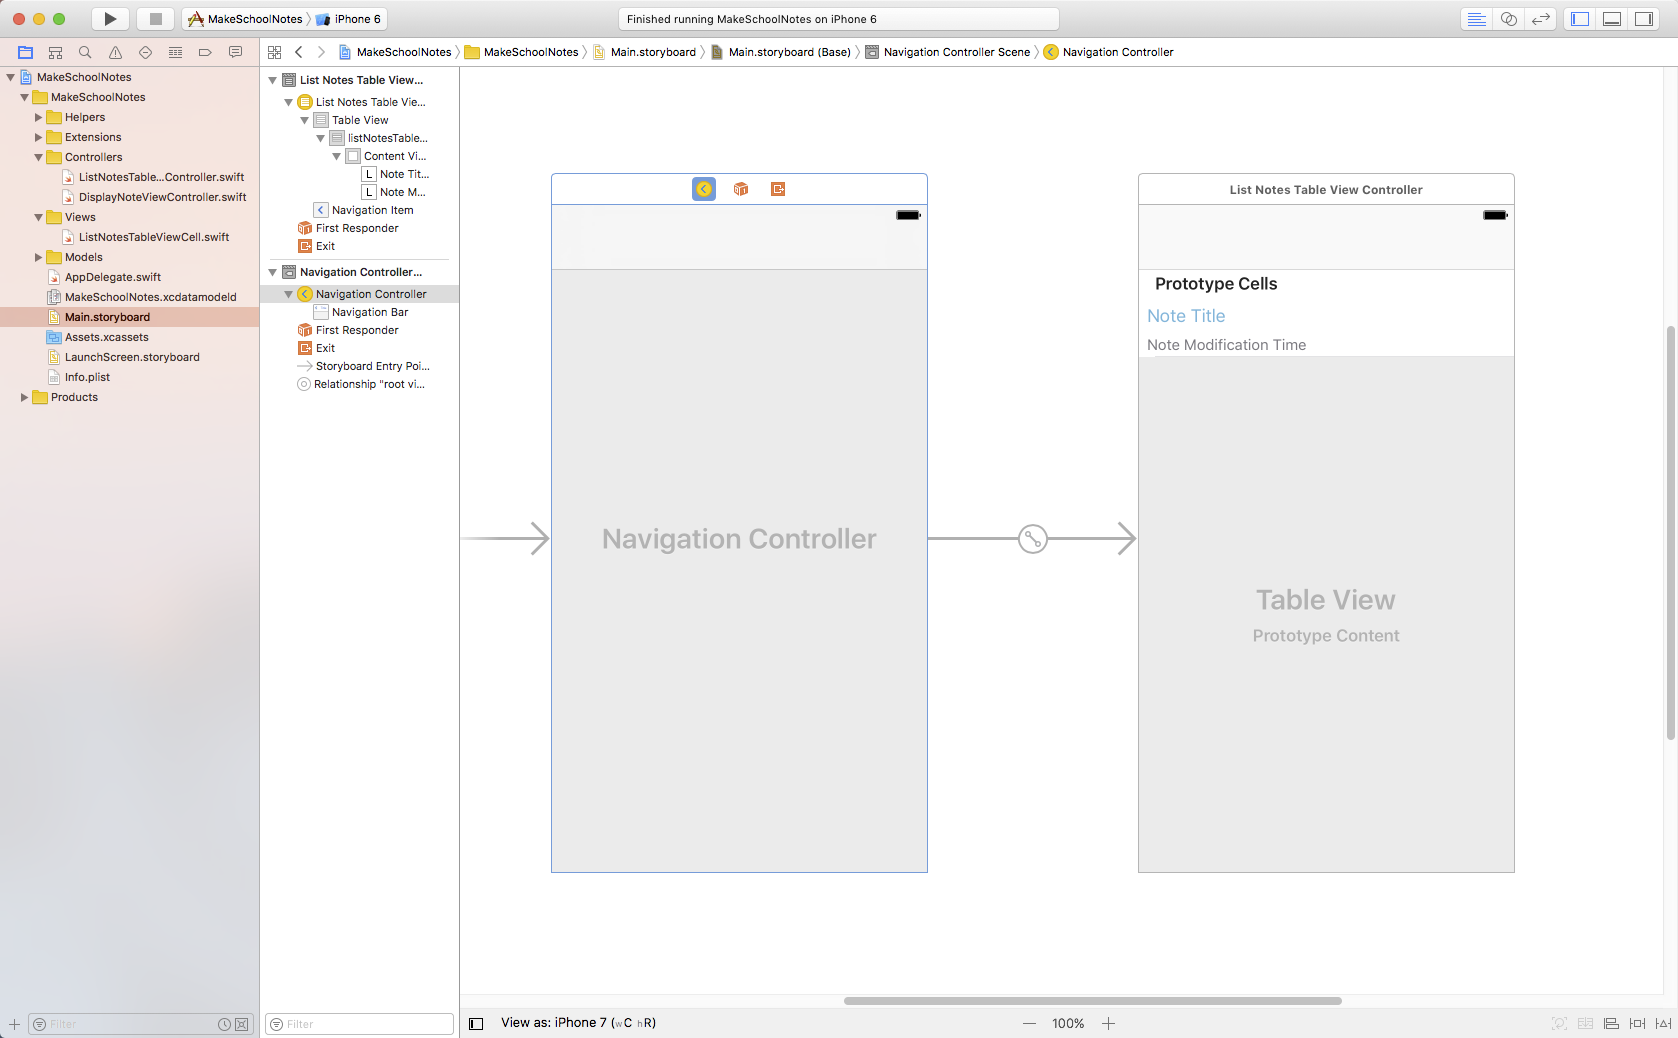 MakeSchoolNotes
iPhone 6
Finished running MakeSchoolNotes on iPhone 6
MakeSchoolNotes
MakeSchoolNotes
Main.storyboard
Main.storyboard (Base)
Navigation Controller Scene
Navigation Controller
MakeSchoolNotes
MakeSchoolNotes
Helpers
Extensions
Controllers
ListNotesTable...Controller.swift
DisplayNoteViewController.swift
Views
ListNotesTableViewCell.swift
Models
AppDelegate.swift
MakeSchoolNotes.xcdatamodeld
Main.storyboard
Assets.xcassets
LaunchScreen.storyboard
Info.plist
Products
Filter
List Notes Table View...
List Notes Table Vie...
Table View
listNotesTable...
Content Vi...
L Note Tit...
L Note M...
Navigation Item
First Responder
Exit
Navigation Controller...
Navigation Controller
Navigation Bar
First Responder
Exit
Storyboard Entry Poi...
Relationship "root vi...
Filter
Navigation Controller
List Notes Table View Controller
Prototype Cells
Note Title
Note Modification Time
Table View
Prototype Content
View as: iPhone 7 (wC hR)
100%